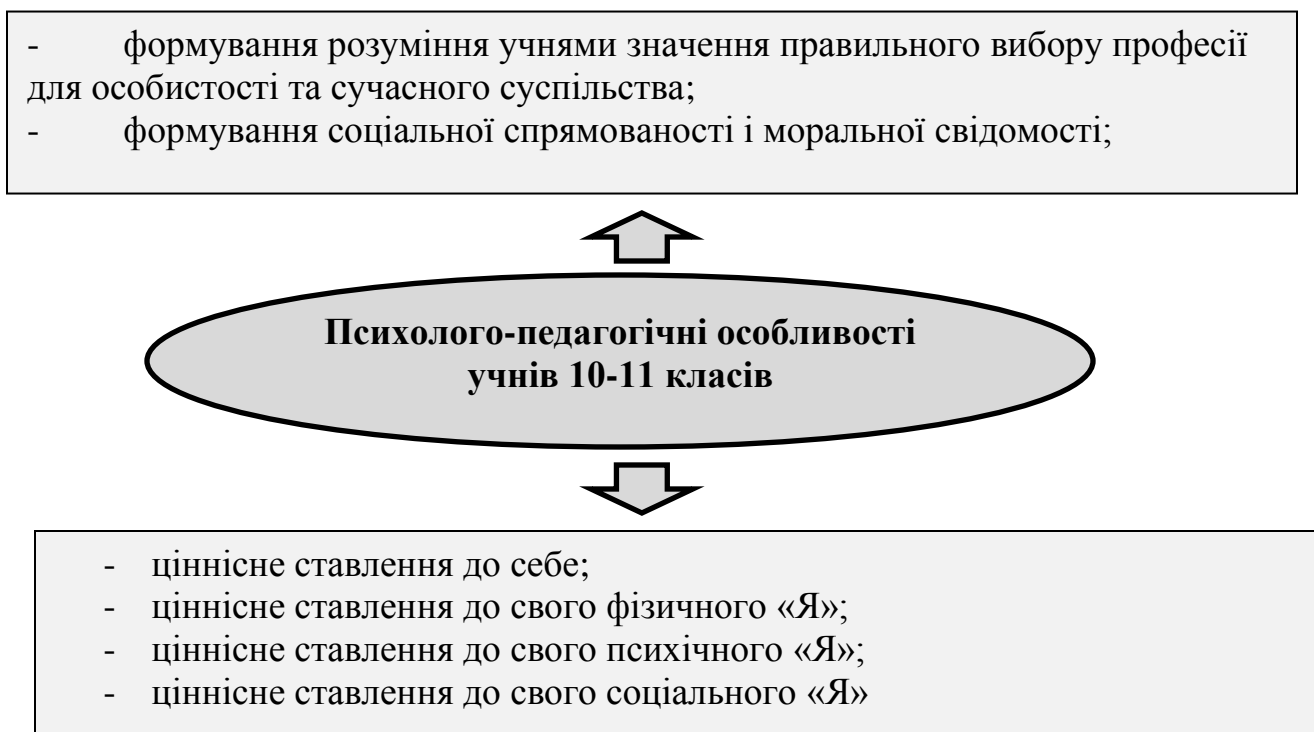 - формування розуміння учнями значення правильного вибору професії
для особистості та сучасного суспільства;
- формування соціальної спрямованості і моральної свідомості;
Психолого-педагогічні особливості
учнів 10-11 класів
- ціннісне ставлення до себе;
- ціннісне ставлення до свого фізичного «Я»;
- ціннісне ставлення до свого психічного «Я»;
- ціннісне ставлення до свого соціального «Я»